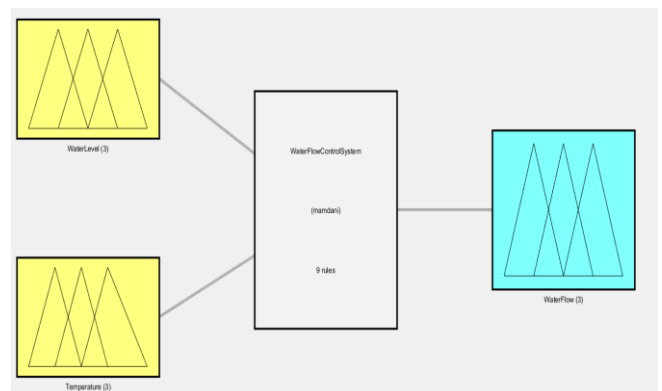 WaterLevel (3)
WaterFlowControlSystem
(mamdani)
9 rules
WaterFlow (3)
Temperature (3)